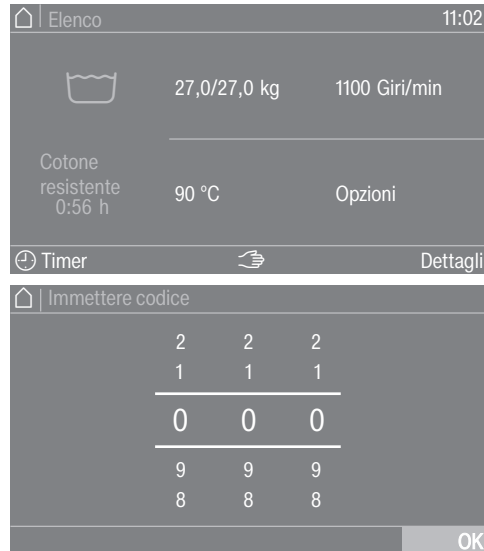 Elenco 11:02
27,0/27,0 kg 1100 Giri/min
Cotone
resistente
0:56 h
90 °C Opzioni
Timer Dettagli
Immettere codice
2 2 2
1 1 1
0 0 0
9 9 9
8 8 8
OK